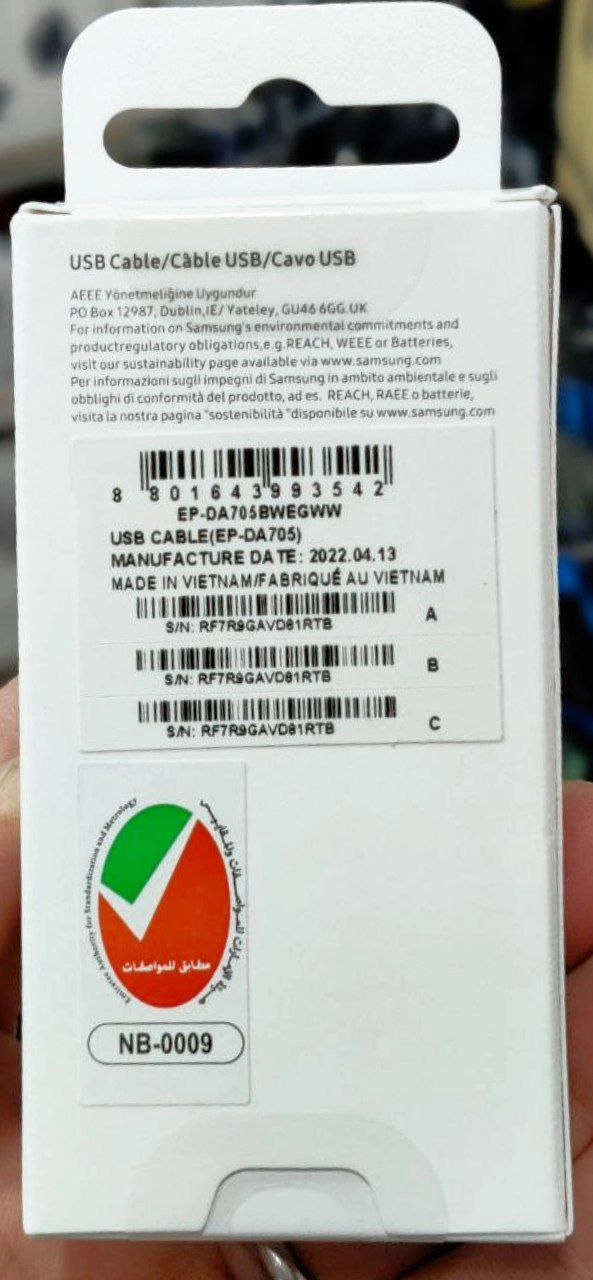 USB Cable/Câble USB/Cavo USB
AEEE Yönetmeliğine Uygundur
PO Box 12987, Dublin,IE/ Yateley, GU46 6GG.UK
For information on Samsung's environmental commitments and
productregulatory obligations,e.g.REACH, WEEE or Batteries,
visit our sustainability page available via www.samsung.com
Per informazioni sugli impegni di Samsung in ambito ambientale e sugli
obblighi di conformità del prodotto, ad es. REACH, RAEE o batterie,
visita la nostra pagina "sostenibilità "disponibile su www.samsung.com
8 801643 993542
EP-DA705BWEGWW
USB CABLE(EP-DA705)
MANUFACTURE DATE: 2022.04.13
MADE IN VIETNAM/FABRIQUÉ AU VIETNAM
S/N: RF7R9GAVD81RTB A
S/N: RF7R9GAVD81RTB B
S/N: RF7R9GAVD81RTB C
Emirates Authority for Standardization and Metrology
هيئة الإمارات للمواصفات والمقاييس
مطابق للمواصفات
NB-0009